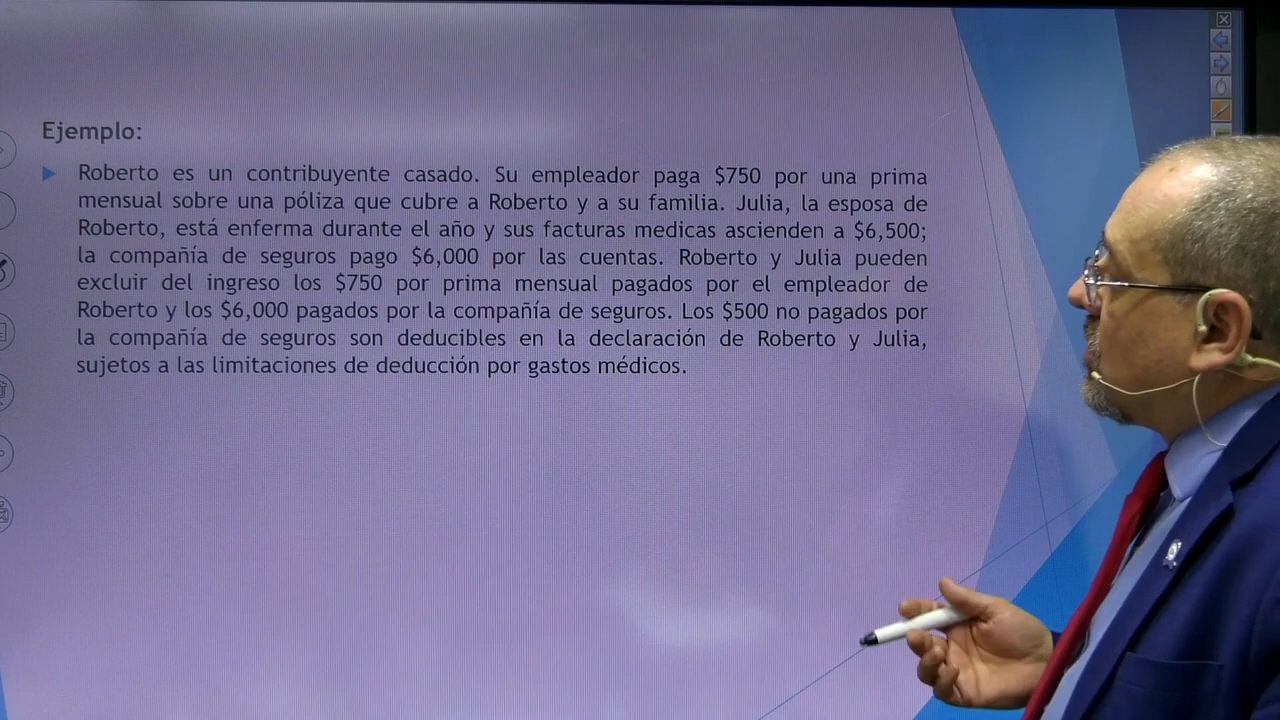 Ejemplo:
Roberto es un contribuyente casado. Su empleador paga $750 por una prima
mensual sobre una póliza que cubre a Roberto y a su familia. Julia, la esposa de
Roberto, está enferma durante el año y sus facturas medicas ascienden a $6,500;
la compañía de seguros pago $6,000 por las cuentas. Roberto y Julia pueden
excluir del ingreso los $750 por prima mensual pagados por el empleador de
Roberto y los $6,000 pagados por la compañía de seguros. Los $500 no pagados por
la compañía de seguros son deducibles en la declaración de Roberto y Julia,
sujetos a las limitaciones de deducción por gastos médicos.